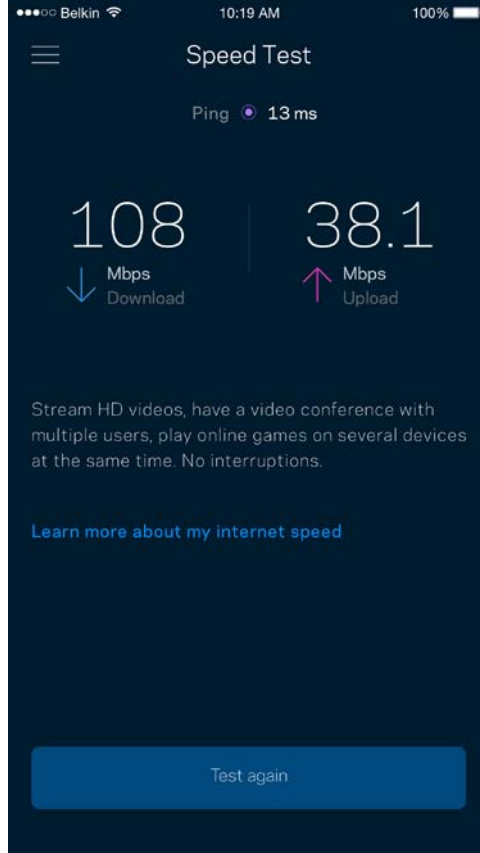 Belkin 10:19 AM 100%
Speed Test
Ping 13 ms
108 38.1
Mbps Mbps
Download Upload
Stream HD videos, have a video conference with
multiple users, play online games on several devices
at the same time. No interruptions.
Learn more about my internet speed
Test again